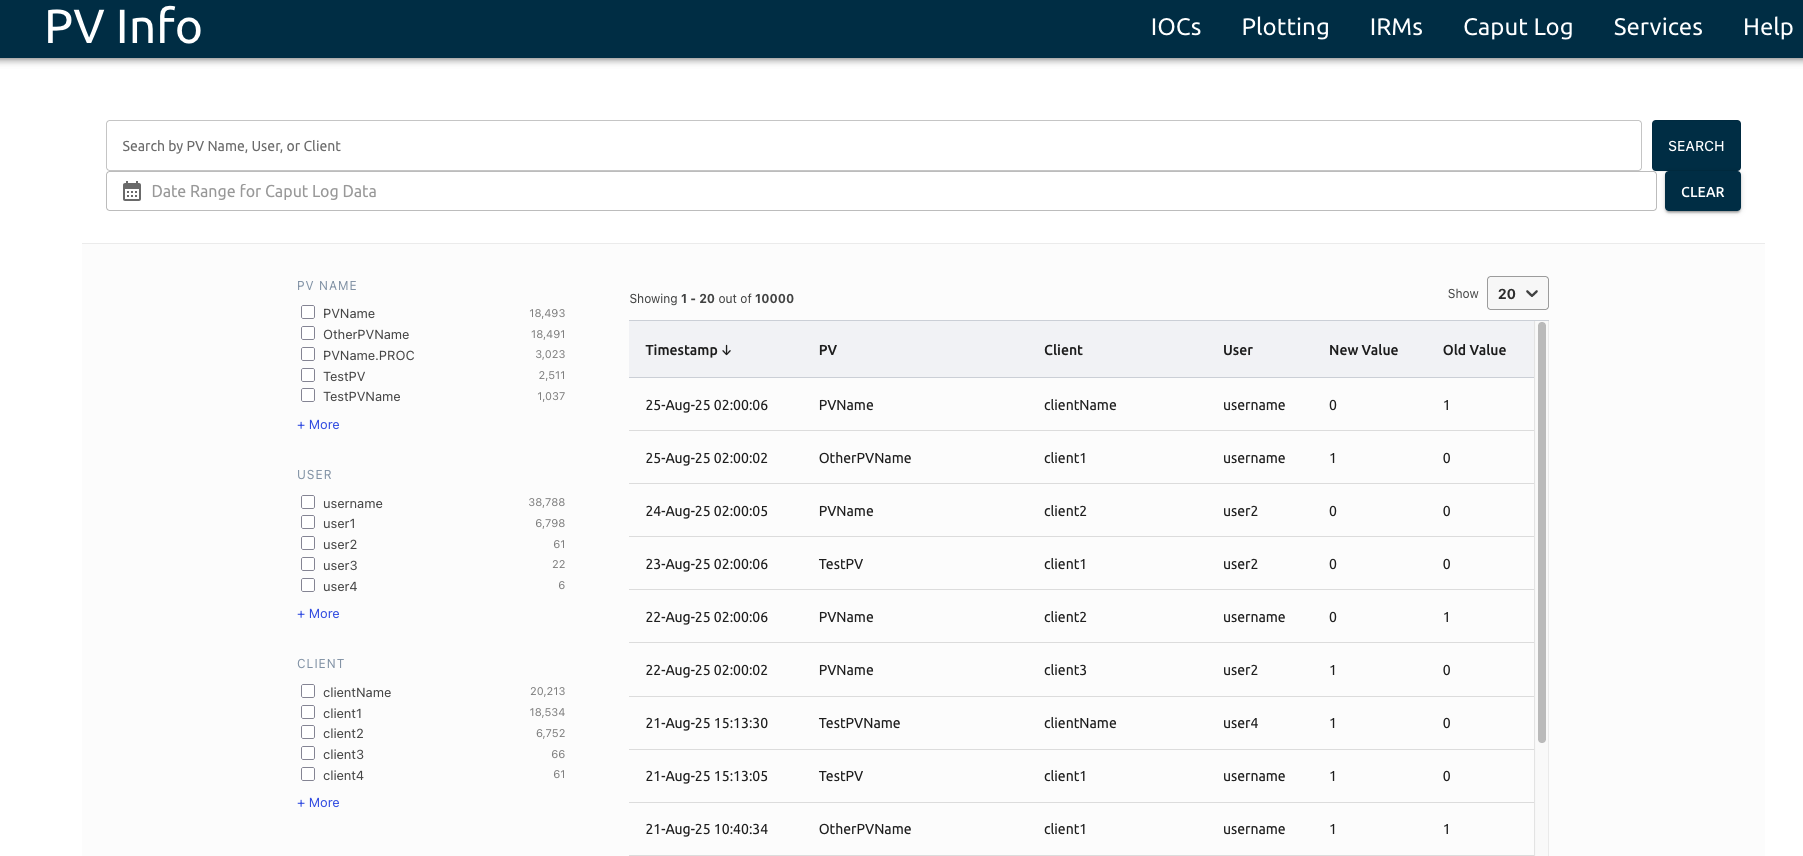 PV Info IOCs Plotting IRMs Caput Log Services Help
Search by PV Name, User, or Client SEARCH
Date Range for Caput Log Data CLEAR
PV NAME
PVName 18,493
OtherPVName 18,491
PVName.PROC 3,023
TestPV 2,511
TestPVName 1,037
+ More
USER
username 38,788
user1 6,798
user2 61
user3 22
user4 6
+ More
CLIENT
clientName 20,213
client1 18,534
client2 6,752
client3 66
client4 61
+ More
Showing 1 - 20 out of 10000 Show 20
Timestamp ↓ PV Client User New Value Old Value
25-Aug-25 02:00:06 PVName clientName username 0 1
25-Aug-25 02:00:02 OtherPVName client1 username 1 0
24-Aug-25 02:00:05 PVName client2 user2 0 0
23-Aug-25 02:00:06 TestPV client1 user2 0 0
22-Aug-25 02:00:06 PVName client2 username 0 1
22-Aug-25 02:00:02 PVName client3 user2 1 0
21-Aug-25 15:13:30 TestPVName clientName user4 1 0
21-Aug-25 15:13:05 TestPV client1 username 1 0
21-Aug-25 10:40:34 OtherPVName client1 username 1 1